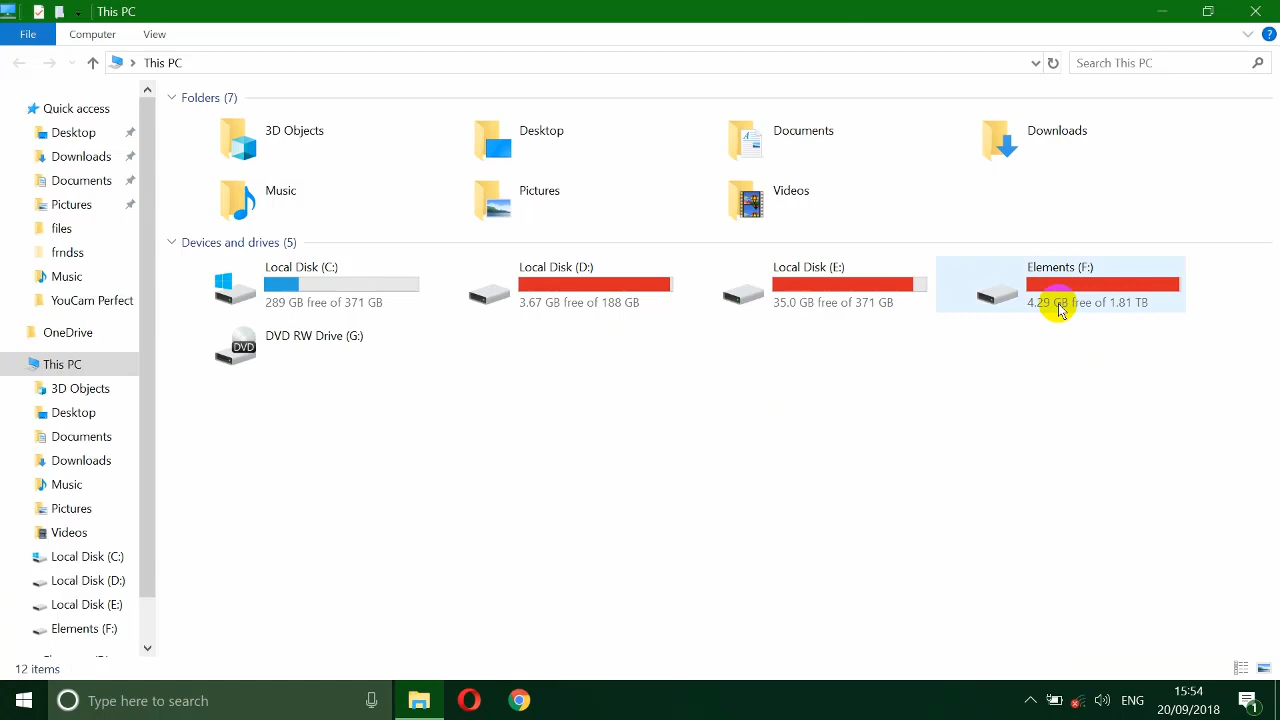 This PC
File Computer View
This PC
Search This PC
Quick access
Desktop
Downloads
Documents
Pictures
files
frndss
Music
YouCam Perfect
OneDrive
This PC
3D Objects
Desktop
Documents
Downloads
Music
Pictures
Videos
Local Disk (C:)
Local Disk (D:)
Local Disk (E:)
Elements (F:)
Folders (7)
3D Objects
Desktop
Documents
Downloads
Music
Pictures
Videos
Devices and drives (5)
Local Disk (C:)
289 GB free of 371 GB
Local Disk (D:)
3.67 GB free of 188 GB
Local Disk (E:)
35.0 GB free of 371 GB
Elements (F:)
4.29 GB free of 1.81 TB
DVD RW Drive (G:)
DVD
12 items
Type here to search
ENG
15:54
20/09/2018
1